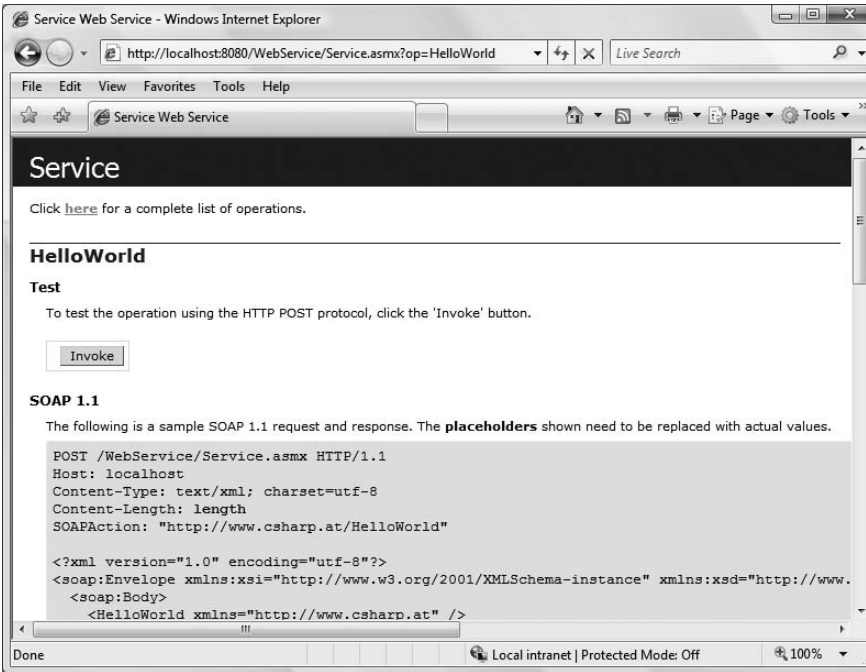 Service Web Service - Windows Internet Explorer
http://localhost:8080/WebService/Service.asmx?op=HelloWorld
Live Search
File Edit View Favorites Tools Help
Service Web Service
Page Tools
Service
Click here for a complete list of operations.
HelloWorld
Test
To test the operation using the HTTP POST protocol, click the 'Invoke' button.
Invoke
SOAP 1.1
The following is a sample SOAP 1.1 request and response. The placeholders shown need to be replaced with actual values.
POST /WebService/Service.asmx HTTP/1.1
Host: localhost
Content-Type: text/xml; charset=utf-8
Content-Length: length
SOAPAction: "http://www.csharp.at/HelloWorld"
<?xml version="1.0" encoding="utf-8"?>
<soap:Envelope xmlns:xsi="http://www.w3.org/2001/XMLSchema-instance" xmlns:xsd="http://www.
<soap:Body>
<HelloWorld xmlns="http://www.csharp.at" />
Done
Local intranet | Protected Mode: Off
100%